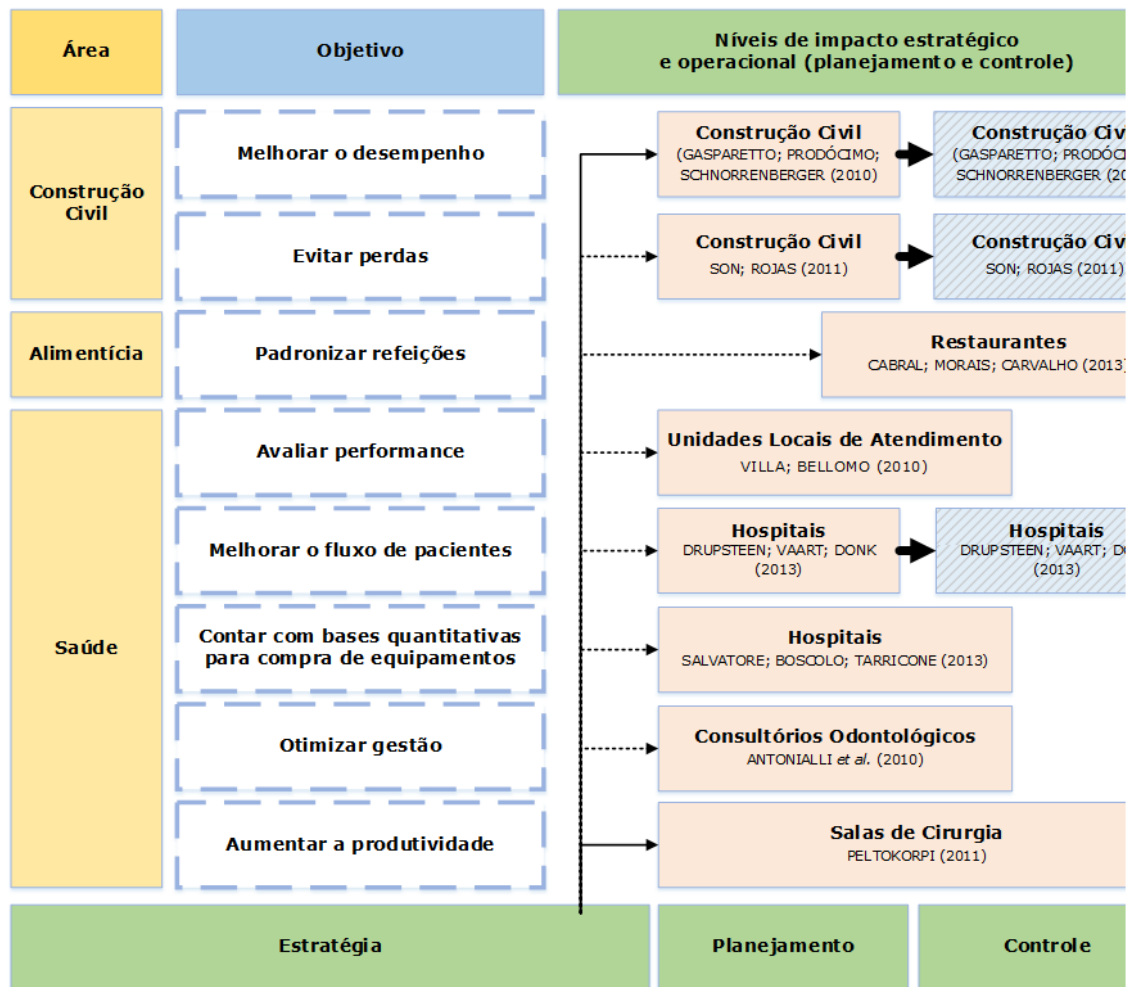 Área
Objetivo
Níveis de impacto estratégico
e operacional (planejamento e controle)
Construção
Civil
Melhorar o desempenho
Construção Civil
(GASPARETTO; PRODÓCIMO;
SCHNORRENBERGER (2010)
Construção Civ
(GASPARETTO; PRODÓCI
SCHNORRENBERGER (20
Evitar perdas
Construção Civil
SON; ROJAS (2011)
Construção Civ
SON; ROJAS (2011)
Alimentícia
Padronizar refeições
Restaurantes
CABRAL; MORAIS; CARVALHO (2013)
Saúde
Avaliar performance
Unidades Locais de Atendimento
VILLA; BELLOMO (2010)
Melhorar o fluxo de pacientes
Hospitais
DRUPSTEEN; VAART; DONK
(2013)
Hospitais
DRUPSTEEN; VAART; DO
(2013)
Contar com bases quantitativas
para compra de equipamentos
Hospitais
SALVATORE; BOSCOLO; TARRICONE (2013)
Otimizar gestão
Consultórios Odontológicos
ANTONIALLI et al. (2010)
Aumentar a produtividade
Salas de Cirurgia
PELTOKORPI (2011)
Estratégia
Planejamento
Controle